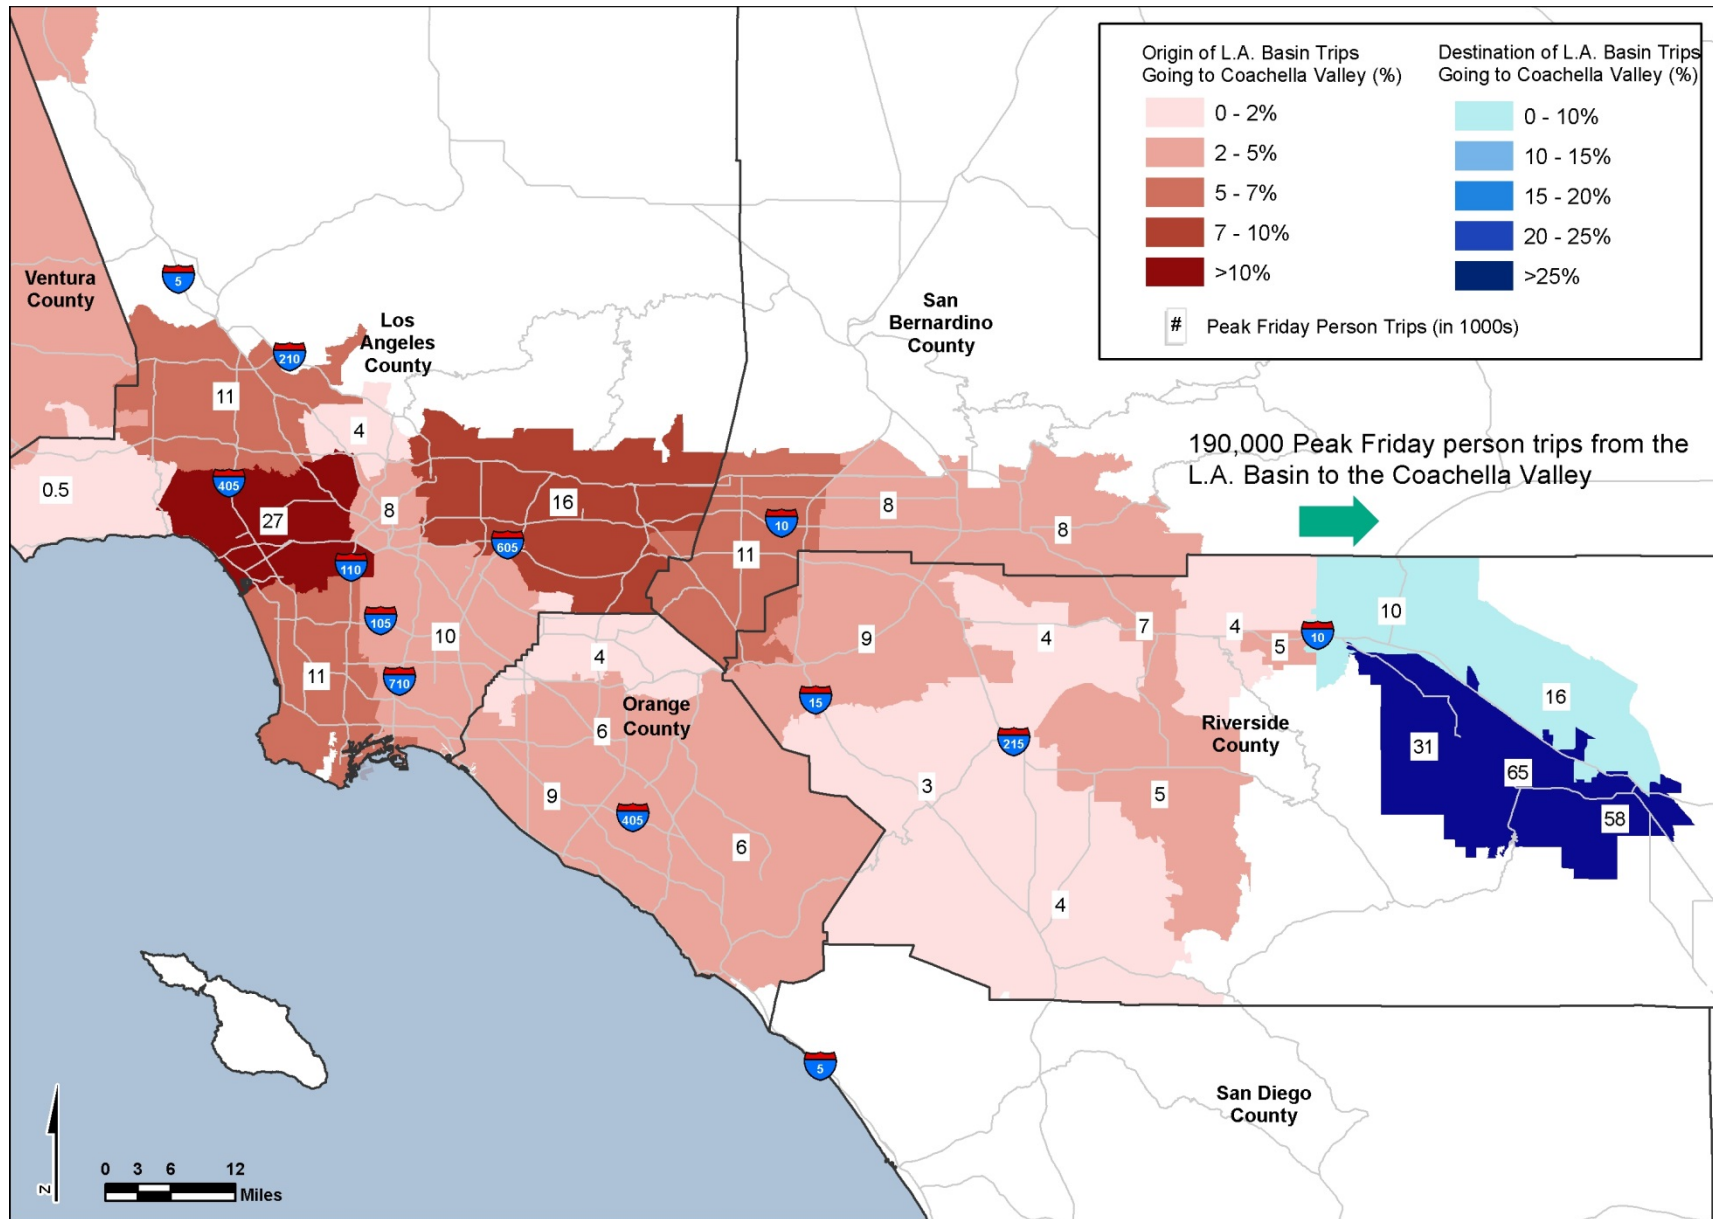 Origin of L.A. Basin Trips
Going to Coachella Valley (%)
0 - 2%
2 - 5%
5 - 7%
7 - 10%
>10%
Destination of L.A. Basin Trips
Going to Coachella Valley (%)
0 - 10%
10 - 15%
15 - 20%
20 - 25%
>25%
# Peak Friday Person Trips (in 1000s)
Ventura
County
5
Los
Angeles
County
San
Bernardino
County
210
11
4
190,000 Peak Friday person trips from the
L.A. Basin to the Coachella Valley
0.5
405
27
8
16
605
11
10
8
8
110
105
10
11
710
4
Orange
County
6
9
405
6
9
15
4
7
4
5
10
10
16
Riverside
County
215
3
5
4
31
65
58
5
San Diego
County
N
0 3 6 12
Miles